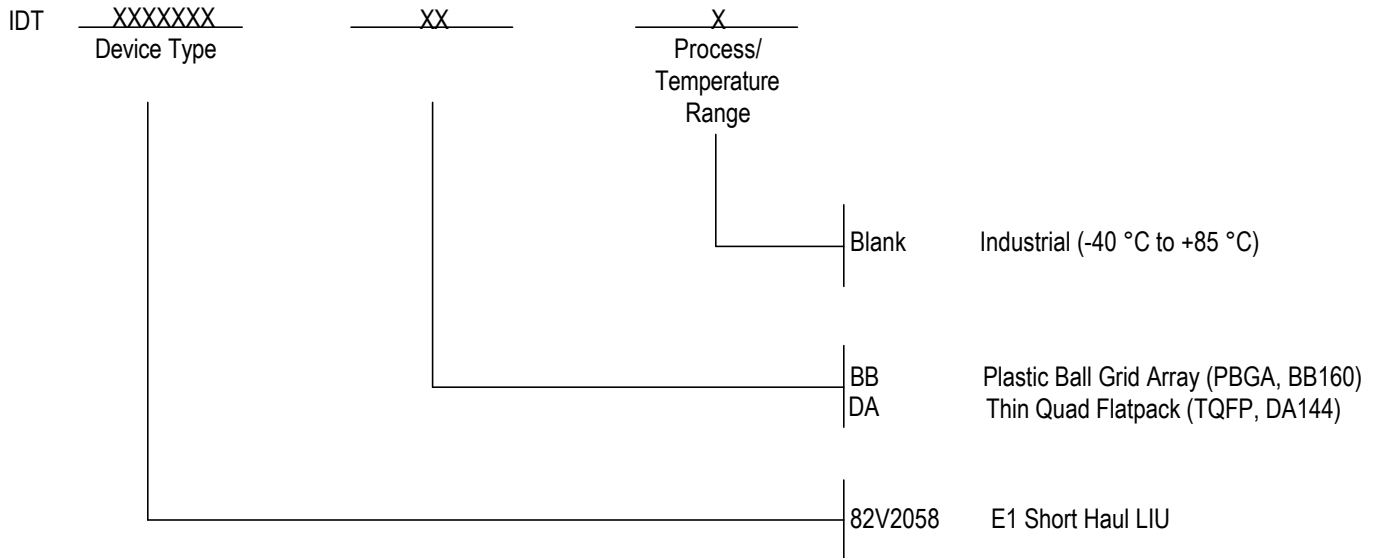 IDT XXXXXXX XX X
Device Type Process/
Temperature
Range
Blank Industrial (-40 °C to +85 °C)
BB Plastic Ball Grid Array (PBGA, BB160)
DA Thin Quad Flatpack (TQFP, DA144)
82V2058 E1 Short Haul LIU